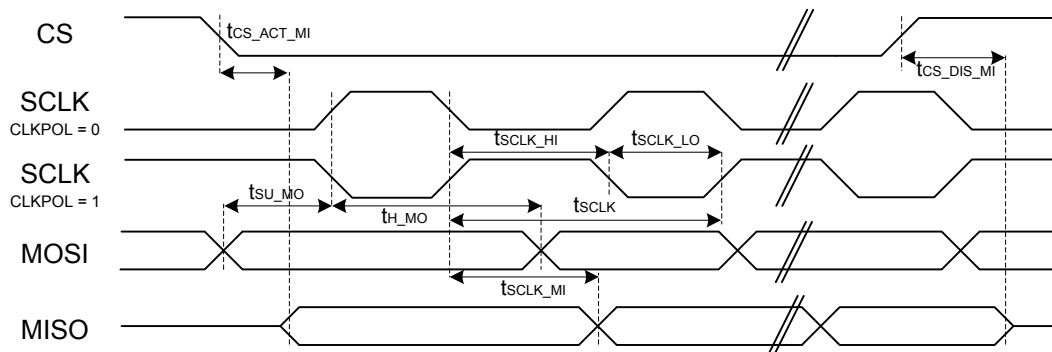 CS
tCS_ACT_MI
tCS_DIS_MI
SCLK
CLKPOL = 0
tSCLK_HI
tSCLK_LO
SCLK
CLKPOL = 1
tSU_MO
tH_MO
tSCLK
MOSI
tSCLK_MI
MISO